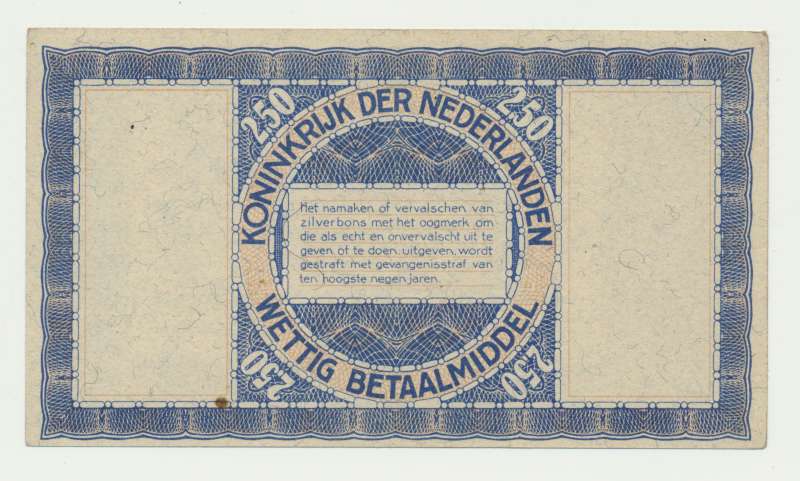 2.50
2.50
KONINKRIJK DER NEDERLANDEN
Het namaken of vervalschen van
zilverbons met het oogmerk om
die als echt en onvervalscht uit te
geven of te doen uitgeven, wordt
gestraft met gevangenisstraf van
ten hoogste negen jaren.
WETTIG BETAALMIDDEL
2.50
2.50